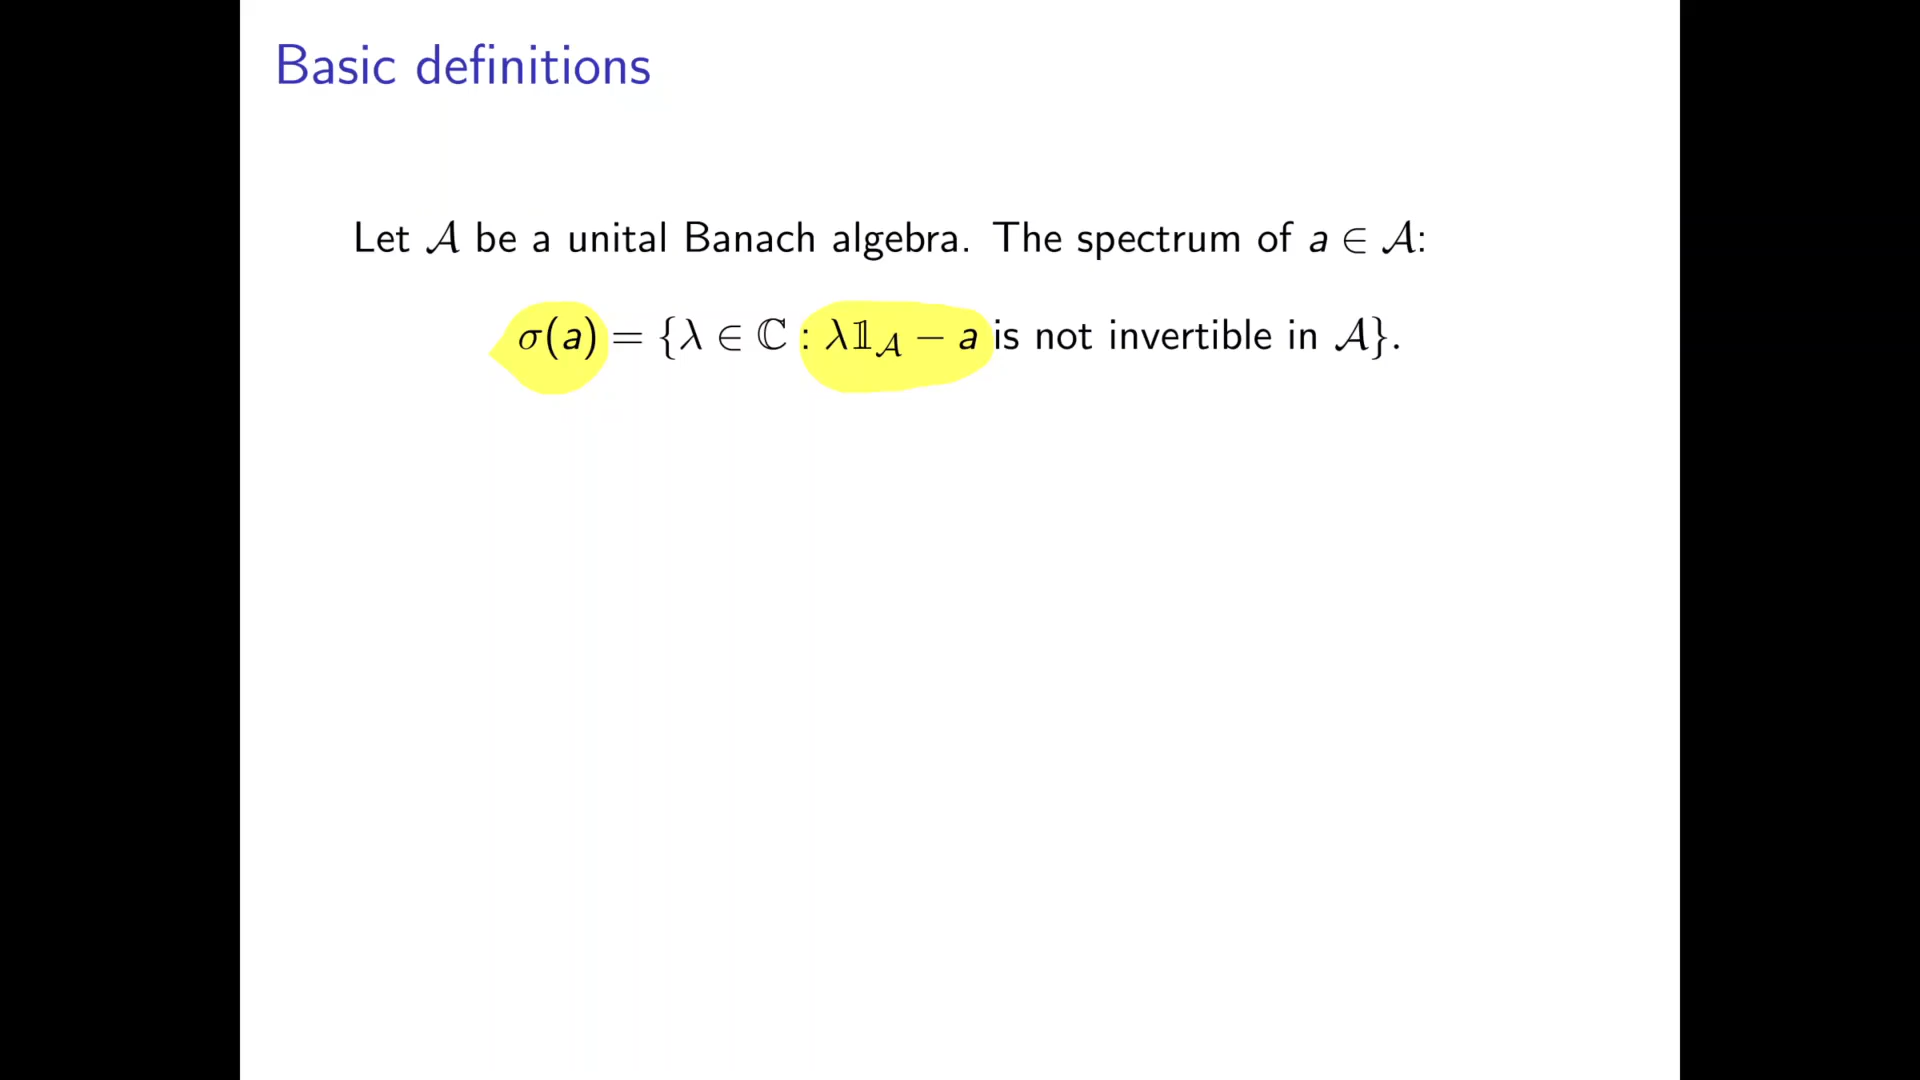 Basic definitions
Let 𝒜 be a unital Banach algebra. The spectrum of a ∈ 𝒜:
σ(a) = {λ ∈ ℂ : λ𝟙_𝒜 − a is not invertible in 𝒜}.